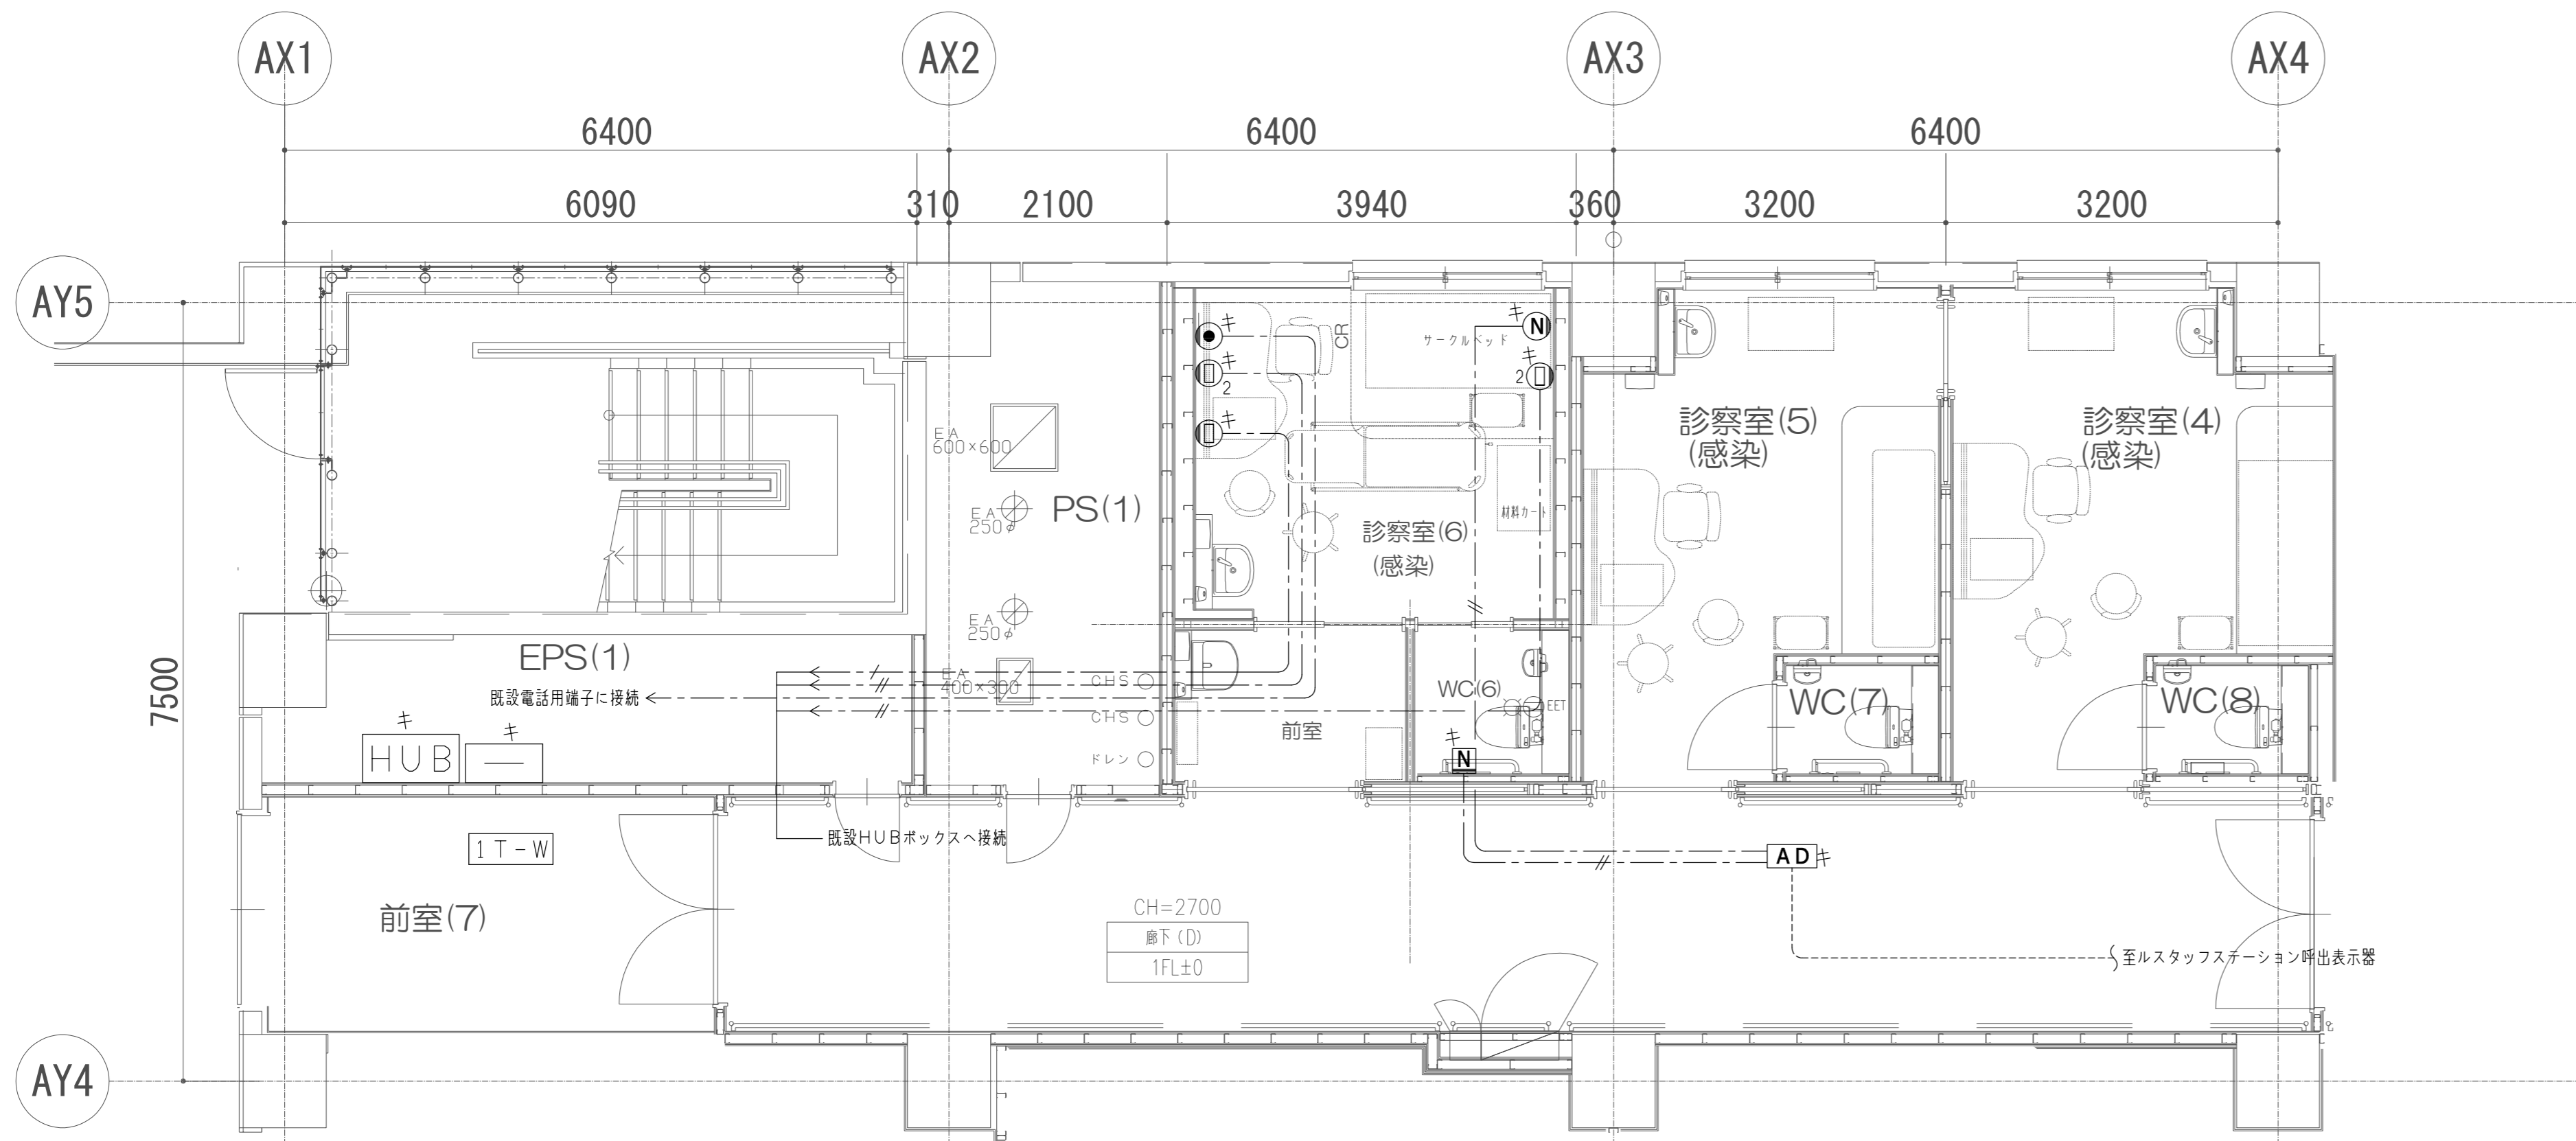 AX1
AX2
AX3
AX4
6400
6400
6400
6090
310
2100
3940
360
3200
3200
AY5
キ
CR
サークルベッド
キ
N
キ
2
キ
2
キ
EA
600×600
EA
250φ
PS(1)
材料カート
診察室(6)
(感染)
診察室(5)
(感染)
診察室(4)
(感染)
EA
250φ
EPS(1)
7500
既設電話用端子に接続
EA
400×300
CHS
CHS
ドレン
前室
WC(6)
EET
WC(7)
WC(8)
キ
HUB
キ
キ
N
既設HUBボックスへ接続
1T-W
AD
キ
前室(7)
CH=2700
廊下(D)
1FL±0
至ルスタッフステーション呼出表示器
AY4